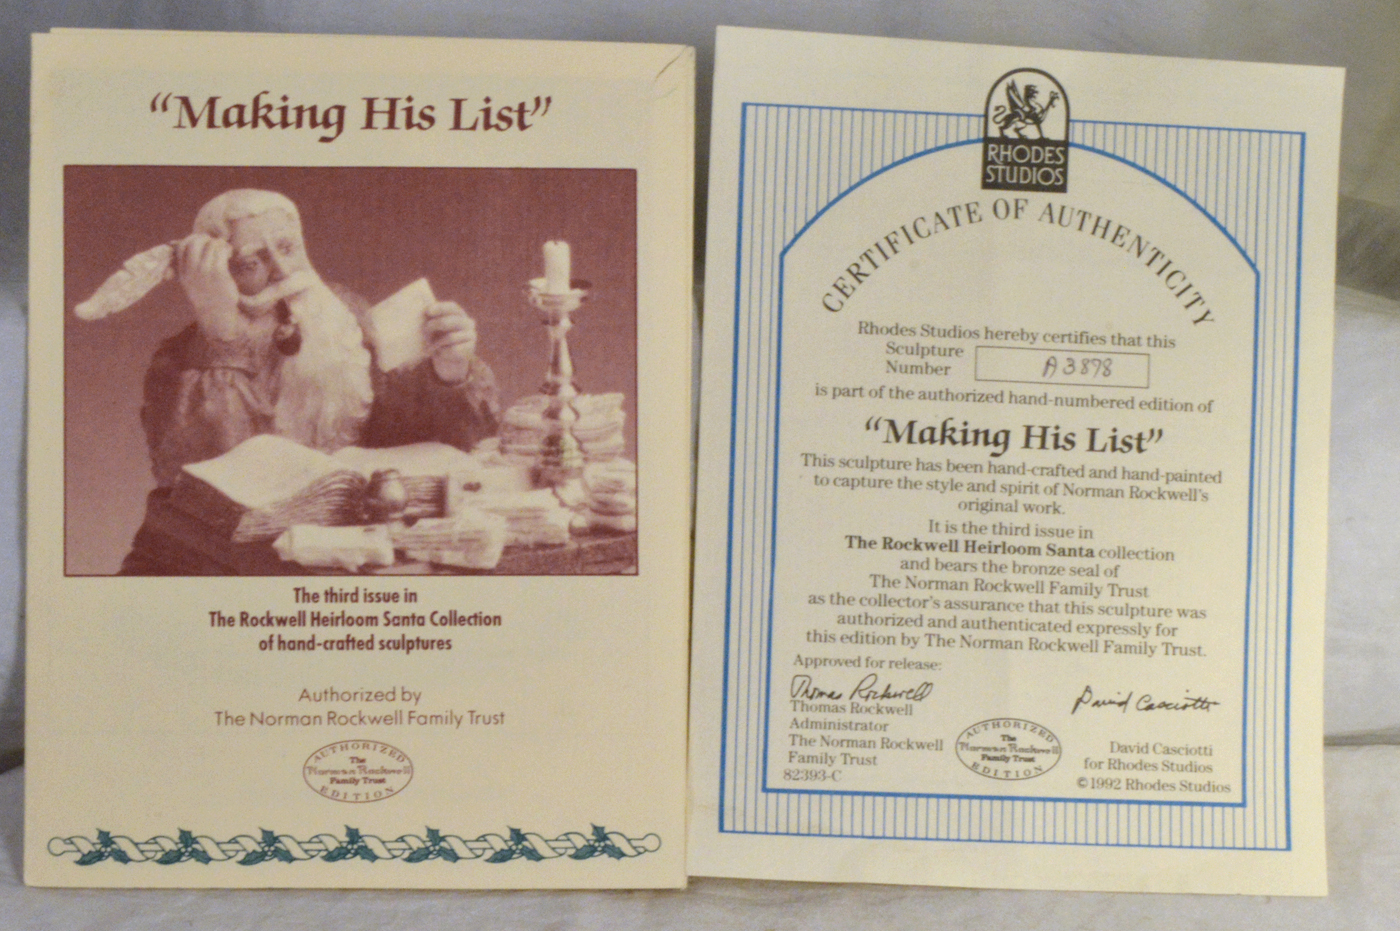 "Making His List"
The third issue in
The Rockwell Heirloom Santa Collection
of hand-crafted sculptures
Authorized by
The Norman Rockwell Family Trust
AUTHORIZED
The
Norman Rockwell
Family Trust
EDITION
RHODES
STUDIOS
CERTIFICATE OF AUTHENTICITY
Rhodes Studios hereby certifies that this
Sculpture
Number
A3898
is part of the authorized hand-numbered edition of
"Making His List"
This sculpture has been hand-crafted and hand-painted
to capture the style and spirit of Norman Rockwell's
original work.
It is the third issue in
The Rockwell Heirloom Santa collection
and bears the bronze seal of
The Norman Rockwell Family Trust
as the collector's assurance that this sculpture was
authorized and authenticated expressly for
this edition by The Norman Rockwell Family Trust.
Approved for release:
Thomas Rockwell
Thomas Rockwell
Administrator
The Norman Rockwell
Family Trust
82393-C
AUTHORIZED
The
Norman Rockwell
Family Trust
EDITION
David Casciotti
David Casciotti
for Rhodes Studios
©1992 Rhodes Studios